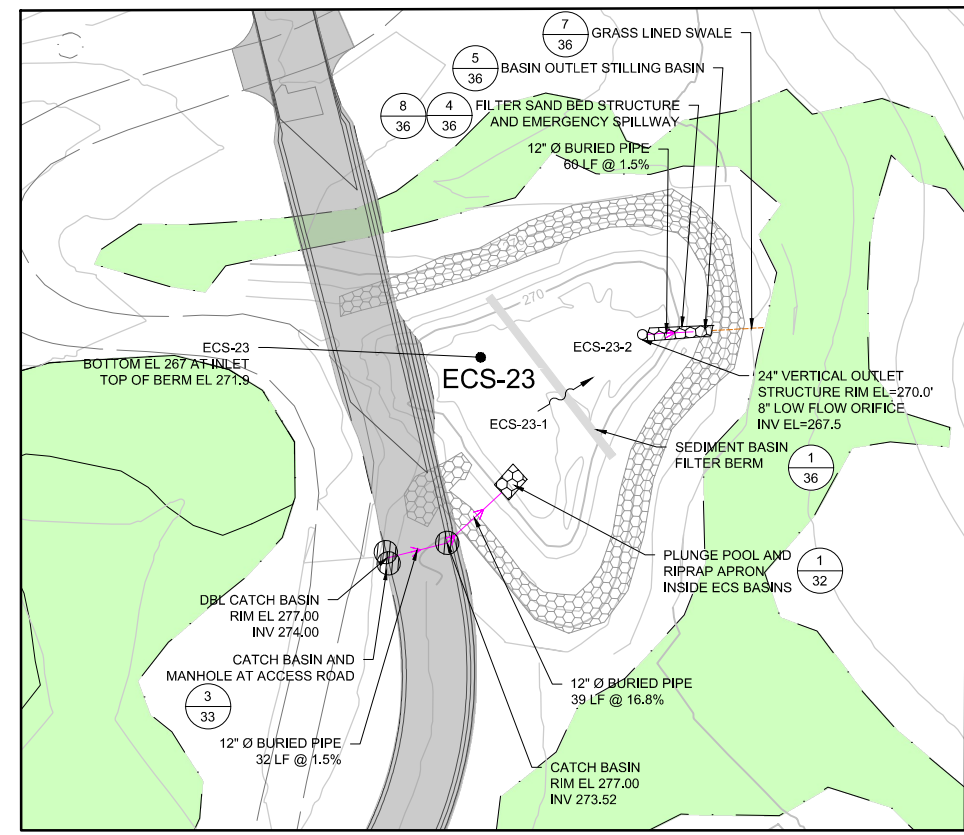 7
36
GRASS LINED SWALE
5
36
BASIN OUTLET STILLING BASIN
8
36
4
36
FILTER SAND BED STRUCTURE
AND EMERGENCY SPILLWAY
12" Ø BURIED PIPE
60 LF @ 1.5%
270
ECS-23
BOTTOM EL 267 AT INLET
TOP OF BERM EL 271.9
ECS-23
ECS-23-2
ECS-23-1
24" VERTICAL OUTLET
STRUCTURE RIM EL=270.0'
8" LOW FLOW ORIFICE
INV EL=267.5
SEDIMENT BASIN
FILTER BERM
1
36
PLUNGE POOL AND
RIPRAP APRON
INSIDE ECS BASINS
1
32
DBL CATCH BASIN
RIM EL 277.00
INV 274.00
CATCH BASIN AND
MANHOLE AT ACCESS ROAD
3
33
12" Ø BURIED PIPE
32 LF @ 1.5%
12" Ø BURIED PIPE
39 LF @ 16.8%
CATCH BASIN
RIM EL 277.00
INV 273.52